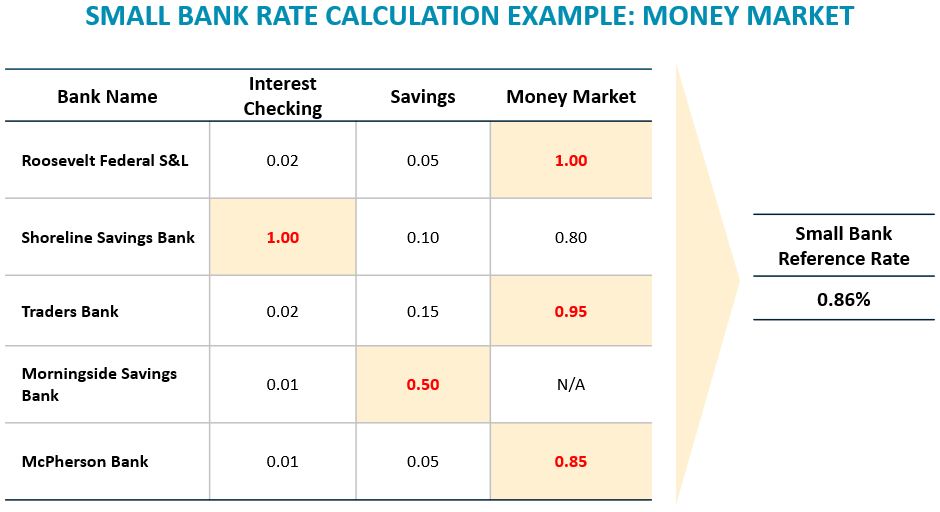 SMALL BANK RATE CALCULATION EXAMPLE: MONEY MARKET
Bank Name
Interest
Checking
Savings
Money Market
Roosevelt Federal S&L
0.02
0.05
1.00
Shoreline Savings Bank
1.00
0.10
0.80
Traders Bank
0.02
0.15
0.95
Morningside Savings
Bank
0.01
0.50
N/A
McPherson Bank
0.01
0.05
0.85
Small Bank
Reference Rate
0.86%